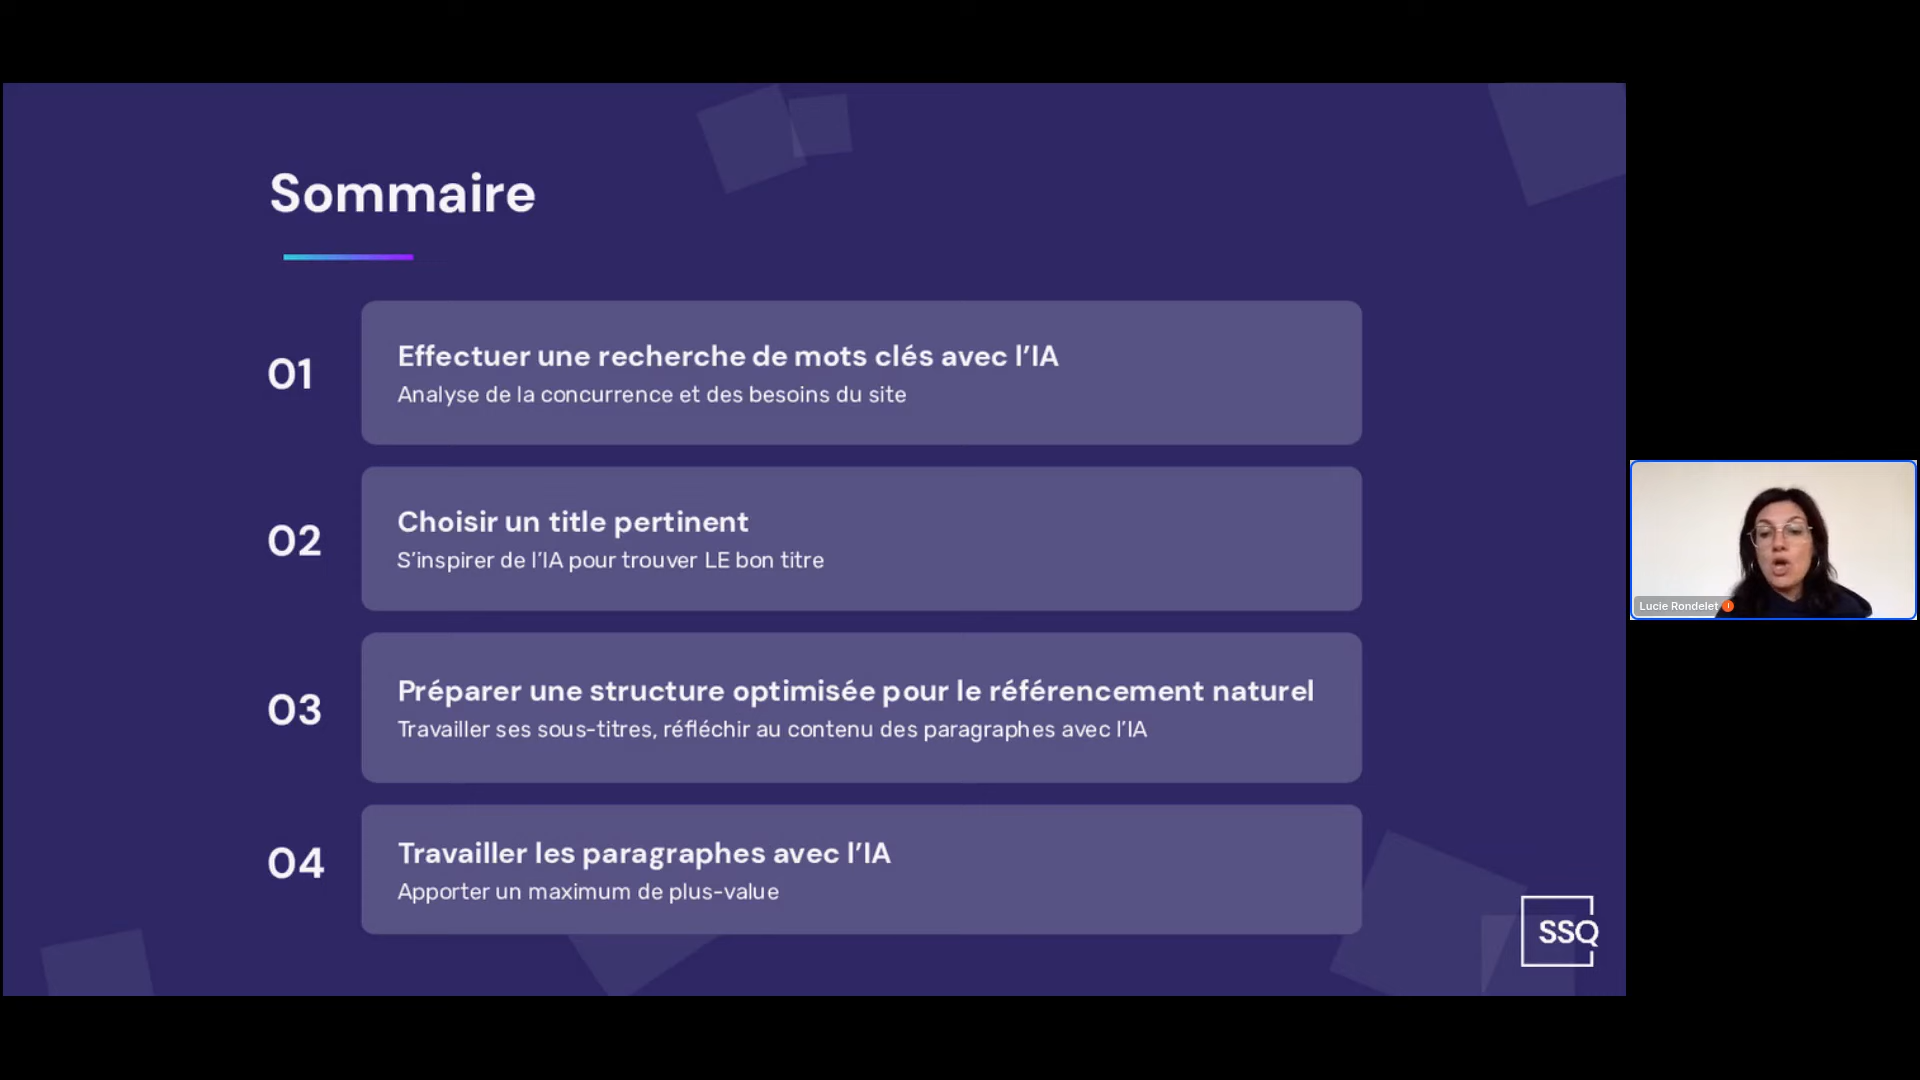 Sommaire
01
Effectuer une recherche de mots clés avec l’IA
Analyse de la concurrence et des besoins du site
02
Choisir un title pertinent
S’inspirer de l’IA pour trouver LE bon titre
03
Préparer une structure optimisée pour le référencement naturel
Travailler ses sous-titres, réfléchir au contenu des paragraphes avec l’IA
04
Travailler les paragraphes avec l’IA
Apporter un maximum de plus-value
SSQ
Lucie Rondelet